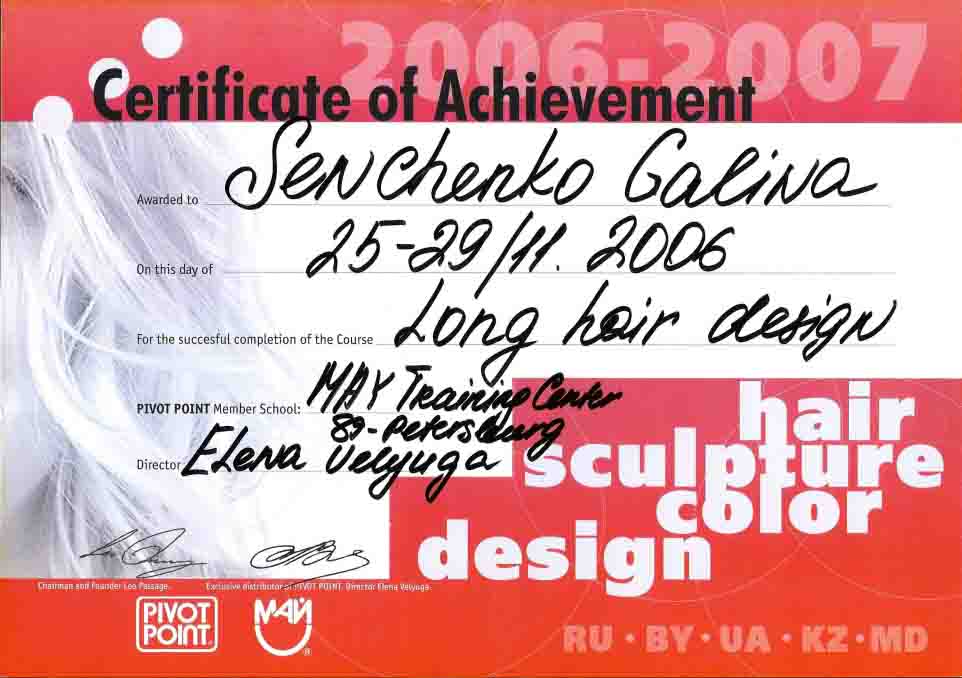 2006-2007
Certificate of Achievement
Awarded to Senchenko Galina
On this day of 25-29/11. 2006
For the succesful completion of the Course Long hair design
PIVOT POINT Member School: MAY Training Center
-Petersburg
Director Elena Velyuga
hair
sculpture
color
design
Chairman and Founder Leo Passage. Exclusive distributor of PIVOT POINT. Director Elena Velyuga.
PIVOT POINT
МАЙ
®
RU · BY · UA · KZ · MD